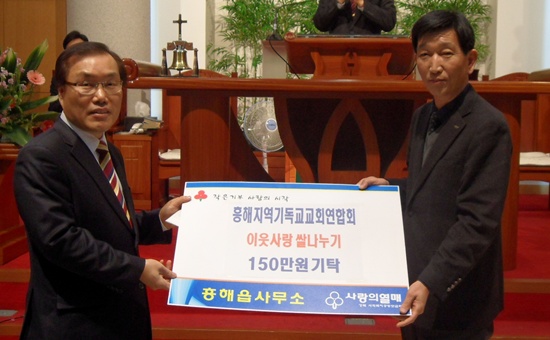 작은기부 사랑의 시작
흥해지역기독교교회연합회
이웃사랑 쌀나누기
150만원기탁
흥해읍사무소
사랑의열매